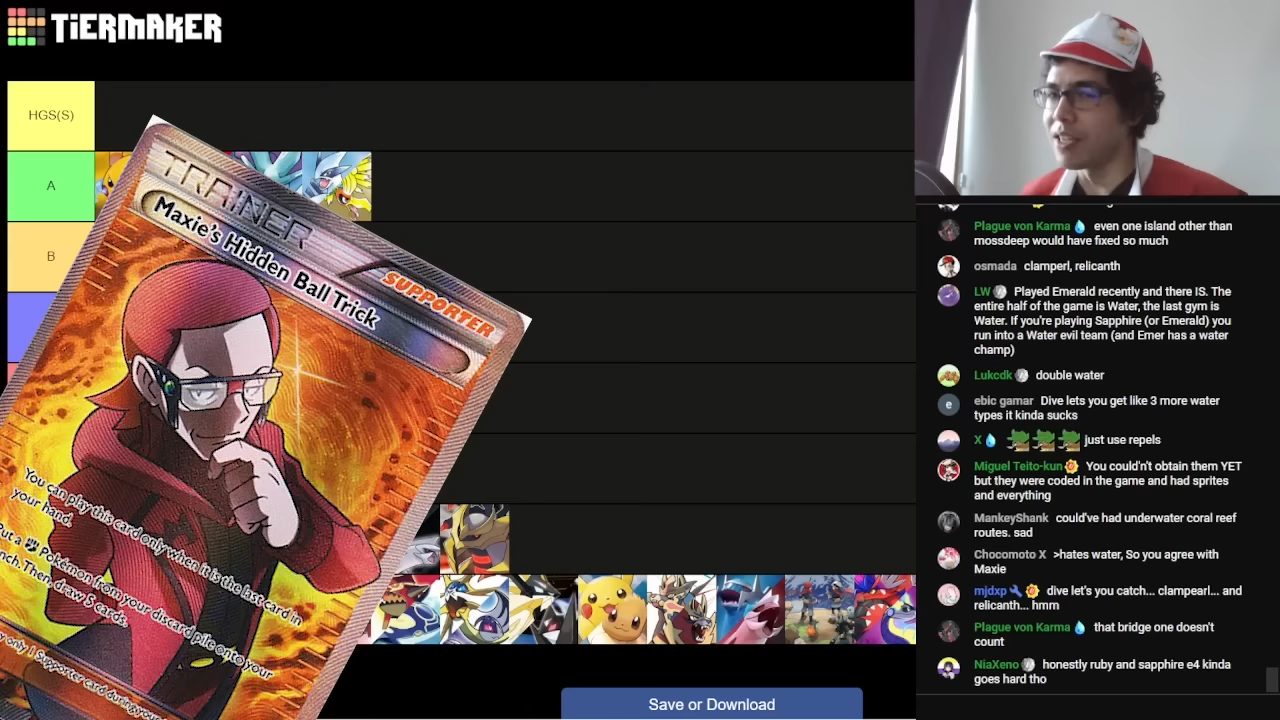 TiERMAKER
HGS(S)
A
B
TRAINER
Maxie's Hidden Ball Trick
SUPPORTER
You can play this card only when it is the last card in
your hand.
Put a Pokémon from your discard pile onto your
Then draw 5 cards.
only 1 Supporter card during your
Save or Download
Plague von Karma even one island other than
mossdeep would have fixed so much
osmada clamperl, relicanth
LW Played Emerald recently and there IS. The
entire half of the game is Water, the last gym is
Water. If you're playing Sapphire (or Emerald) you
run into a Water evil team (and Emer has a water
champ)
Lukcdk double water
e
ebic gamar Dive lets you get like 3 more water
types it kinda sucks
X just use repels
Miguel Teito-kun You couldn't obtain them YET
but they were coded in the game and had sprites
and everything
MankeyShank could've had underwater coral reef
routes. sad
Chocomoto X >hates water, So you agree with
Maxie
mjdxp dive let's you catch... clampearl... and
relicanth... hmm
Plague von Karma that bridge one doesn't
count
NiaXeno honestly ruby and sapphire e4 kinda
goes hard tho